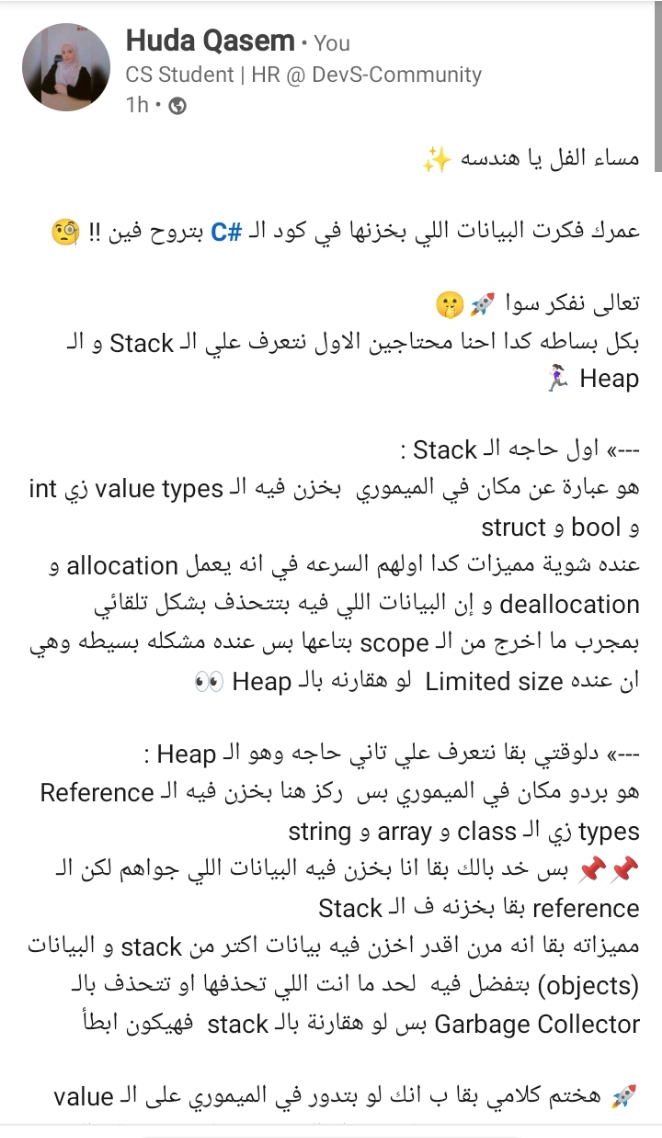 Huda Qasem • You
CS Student | HR @ DevS-Community
1h •
مساء الفل يا هندسه ✨
عمرك فكرت البيانات اللي بخزنها في كود الـ C# بتروح فين !! 🧐
تعالى نفكر سوا 🚀 🤫
بكل بساطه كدا احنا محتاجين الاول نتعرف علي الـ Stack و الـ
Heap 🏃🏻‍♀️
---» اول حاجه الـ Stack :
هو عبارة عن مكان في الميموري بخزن فيه الـ value types زي int
و bool و struct
عنده شوية مميزات كدا اولهم السرعه في انه يعمل allocation و
deallocation و إن البيانات اللي فيه بتتحذف بشكل تلقائي
بمجرب ما اخرج من الـ scope بتاعها بس عنده مشكله بسيطه وهي
ان عنده Limited size لو هقارنه بالـ Heap 👀
---» دلوقتي بقا نتعرف علي تاني حاجه وهو الـ Heap :
هو بردو مكان في الميموري بس ركز هنا بخزن فيه الـ Reference
types زي الـ class و array و string
📌📌 بس خد بالك بقا انا بخزن فيه البيانات اللي جواهم لكن الـ
reference بقا بخزنه ف الـ Stack
مميزاته بقا انه مرن اقدر اخزن فيه بيانات اكتر من stack و البيانات
(objects) بتفضل فيه لحد ما انت اللي تحذفها او تتحذف بالـ
Garbage Collector بس لو هقارنة بالـ stack فهيكون ابطأ
🚀 هختم كلامي بقا ب انك لو بتدور في الميموري على الـ value